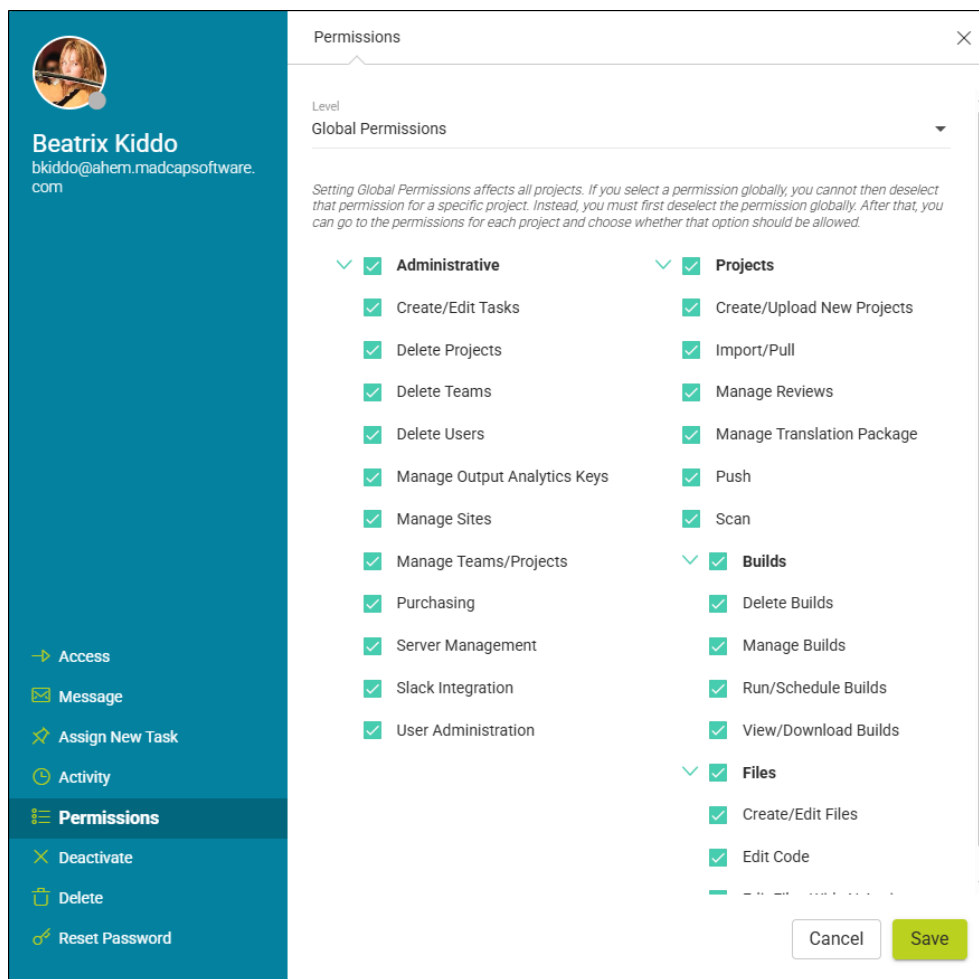 Beatrix Kiddo
bkiddo@ahem.madcapsoftware.
com
Access
Message
Assign New Task
Activity
Permissions
Deactivate
Delete
Reset Password
Permissions
Level
Global Permissions
Setting Global Permissions affects all projects. If you select a permission globally, you cannot then deselect
that permission for a specific project. Instead, you must first deselect the permission globally. After that, you
can go to the permissions for each project and choose whether that option should be allowed.
Administrative
Create/Edit Tasks
Delete Projects
Delete Teams
Delete Users
Manage Output Analytics Keys
Manage Sites
Manage Teams/Projects
Purchasing
Server Management
Slack Integration
User Administration
Projects
Create/Upload New Projects
Import/Pull
Manage Reviews
Manage Translation Package
Push
Scan
Builds
Delete Builds
Manage Builds
Run/Schedule Builds
View/Download Builds
Files
Create/Edit Files
Edit Code
Cancel
Save